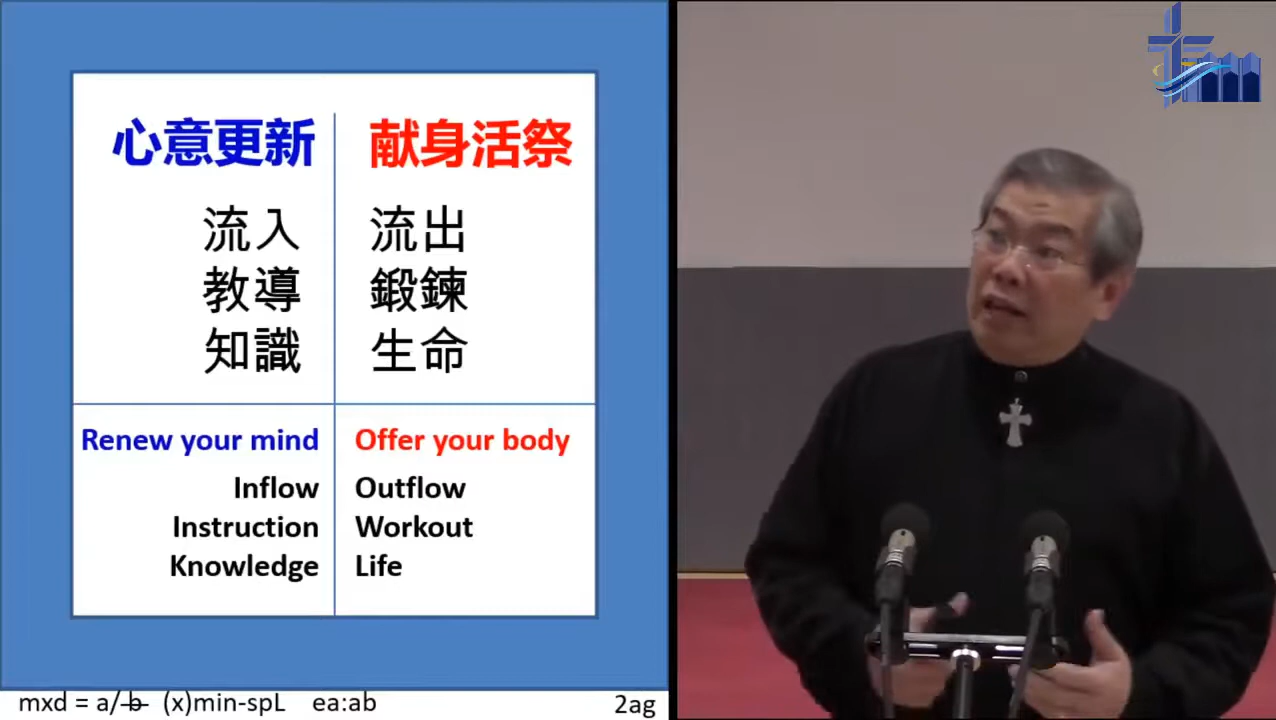 心意更新 献身活祭
流入 流出
教導 鍛鍊
知識 生命
Renew your mind Offer your body
Inflow Outflow
Instruction Workout
Knowledge Life
mxd = a/b (x)min-spL ea:ab 2ag